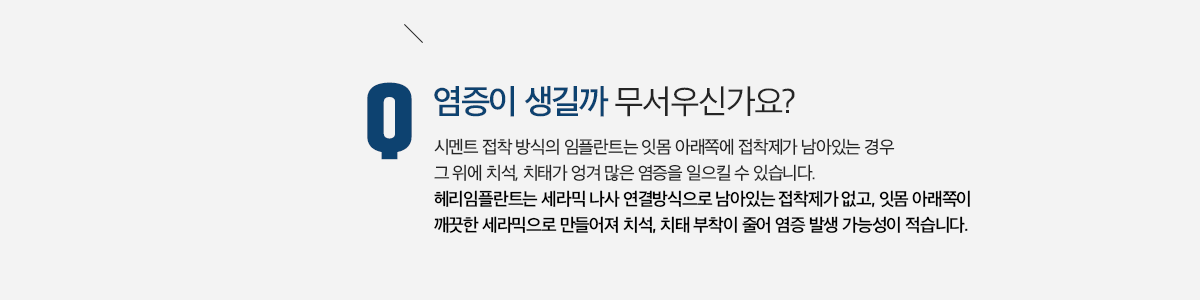 Q 염증이 생길까 무서우신가요?
시멘트 접착 방식의 임플란트는 잇몸 아래쪽에 접착제가 남아있는 경우
그 위에 치석, 치태가 엉겨 많은 염증을 일으킬 수 있습니다.
헤리임플란트는 세라믹 나사 연결방식으로 남아있는 접착제가 없고, 잇몸 아래쪽이
깨끗한 세라믹으로 만들어져 치석, 치태 부착이 줄어 염증 발생 가능성이 적습니다.